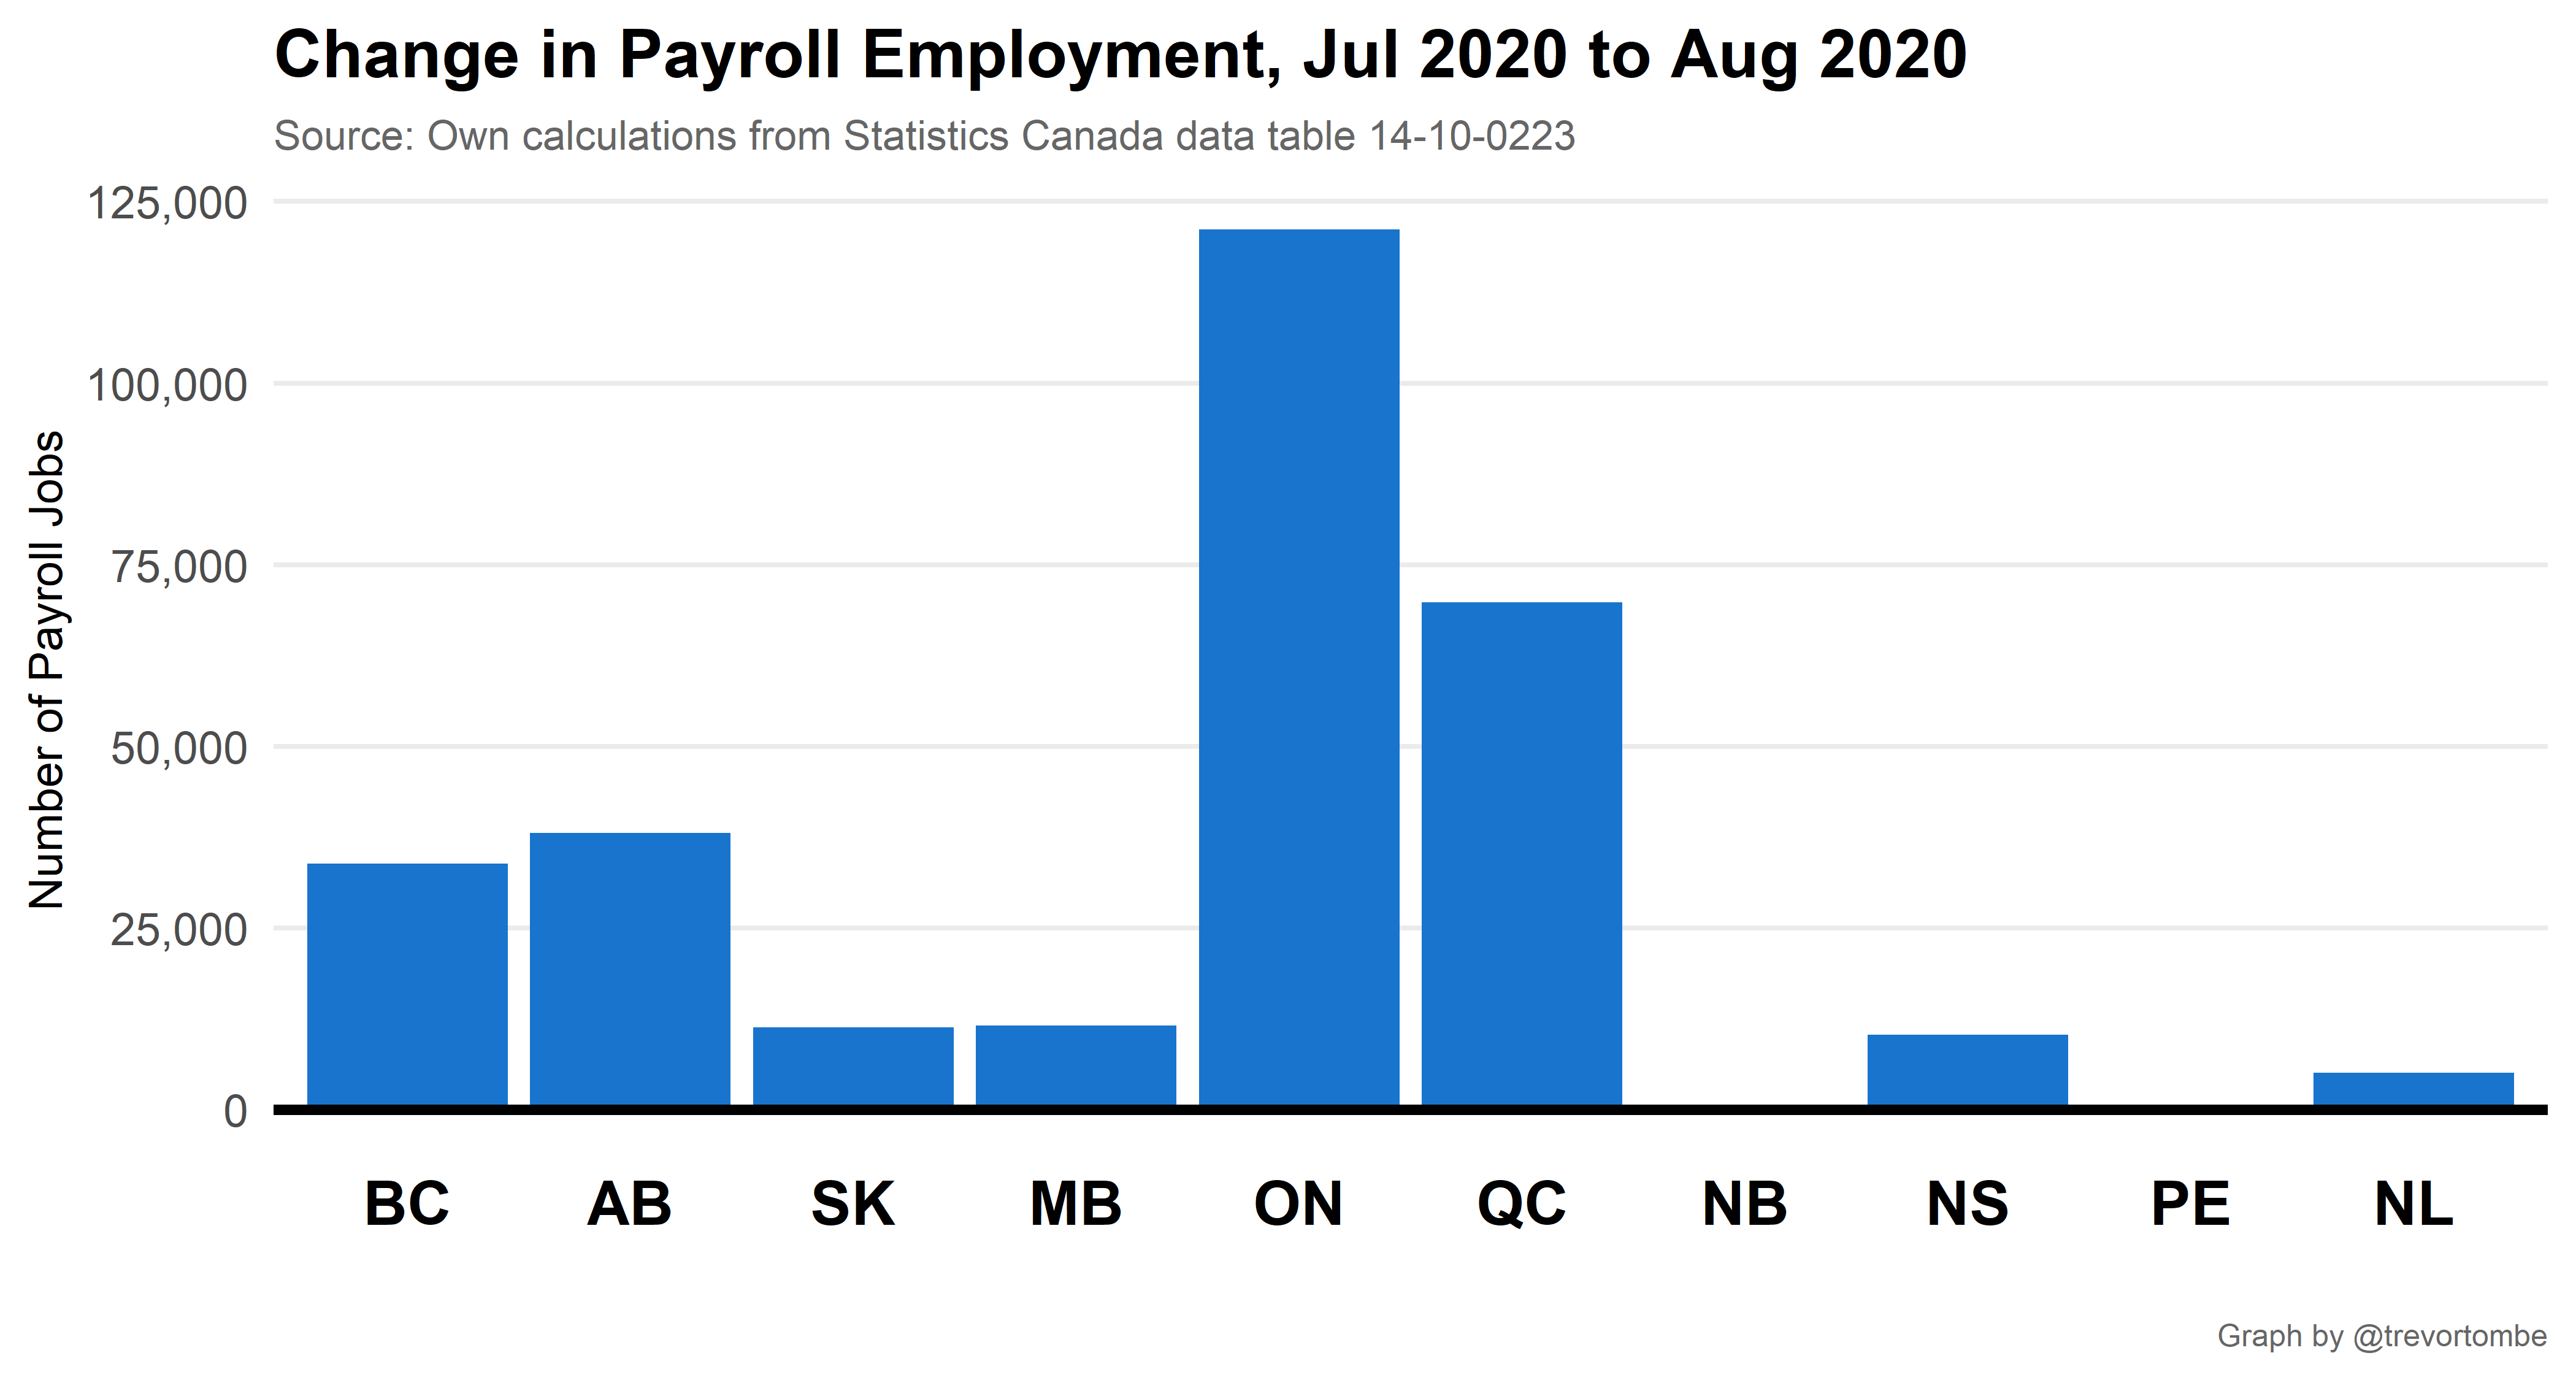 Change in Payroll Employment, Jul 2020 to Aug 2020
Source: Own calculations from Statistics Canada data table 14-10-0223
Number of Payroll Jobs
125,000
100,000
75,000
50,000
25,000
0
BC AB SK MB ON QC NB NS PE NL
Graph by @trevortombe